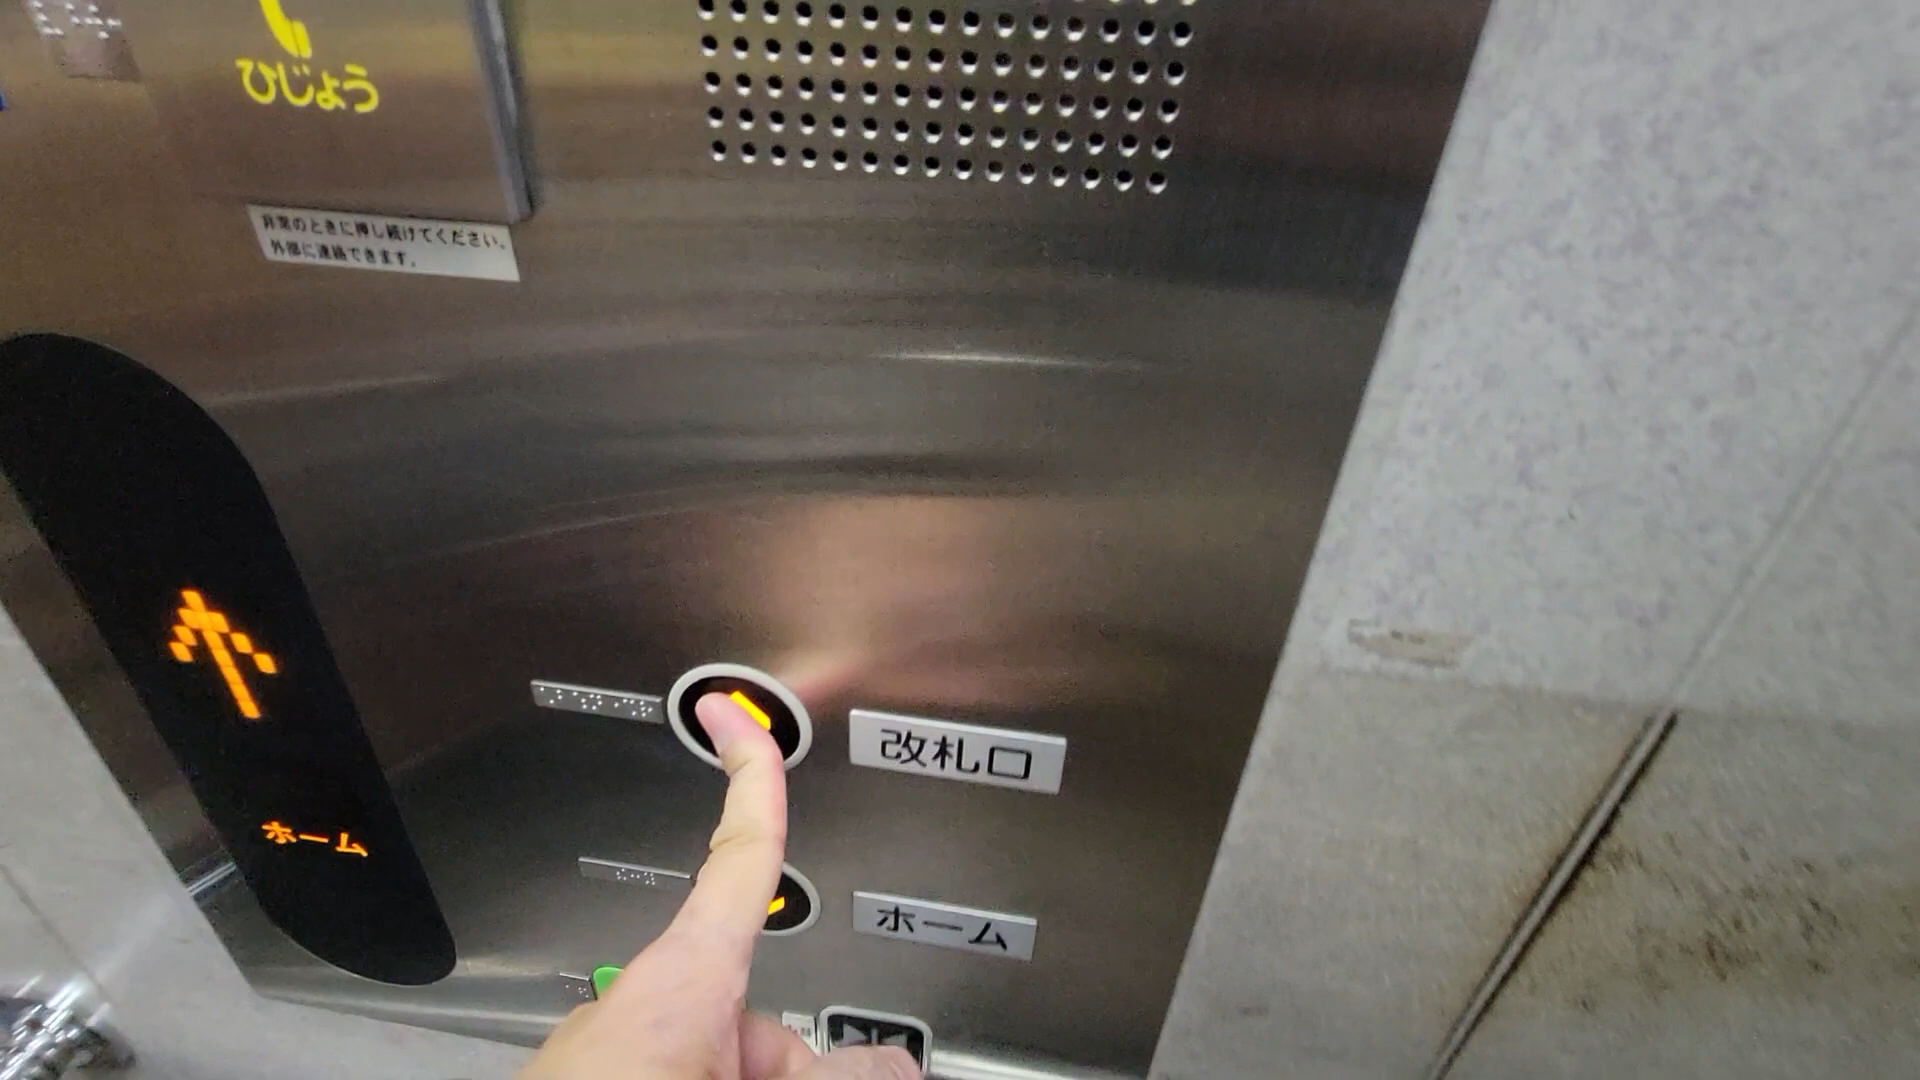 ひじょう
非常のときに押し続けてください。
外部に連絡できます。
改札口
ホーム
ホーム